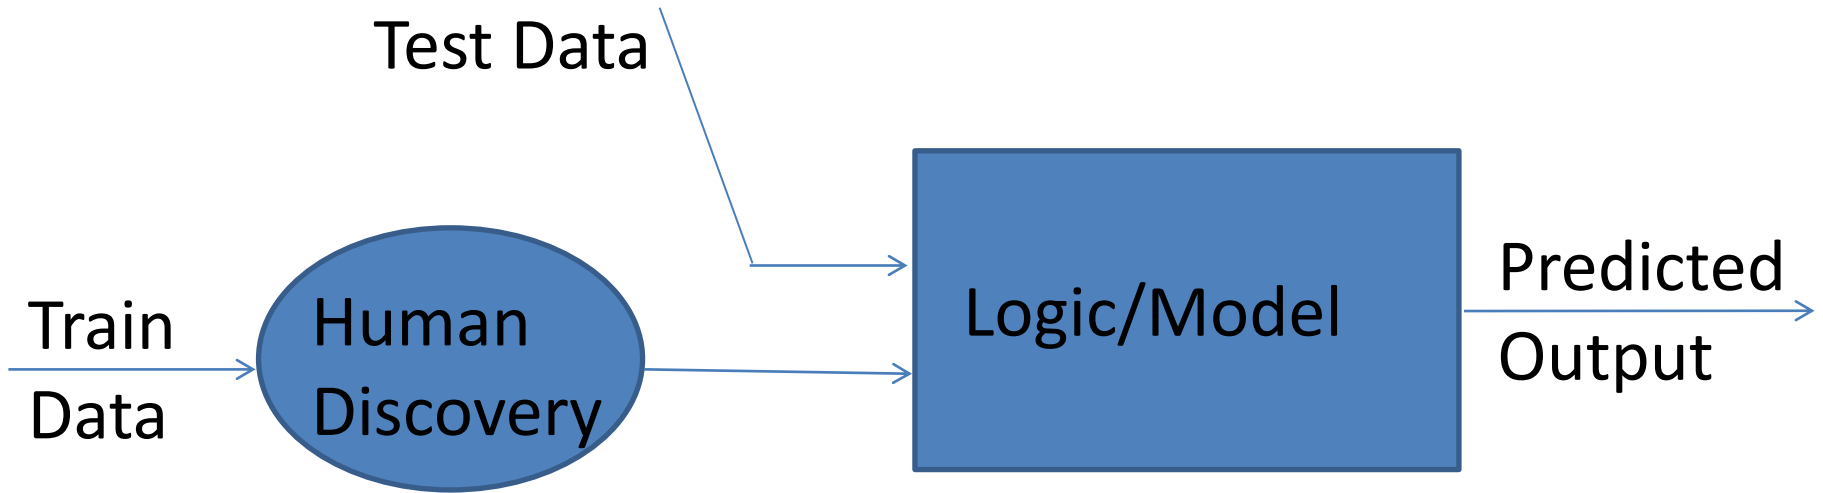 Test Data
Train
Data
Human
Discovery
Logic/Model
Predicted
Output